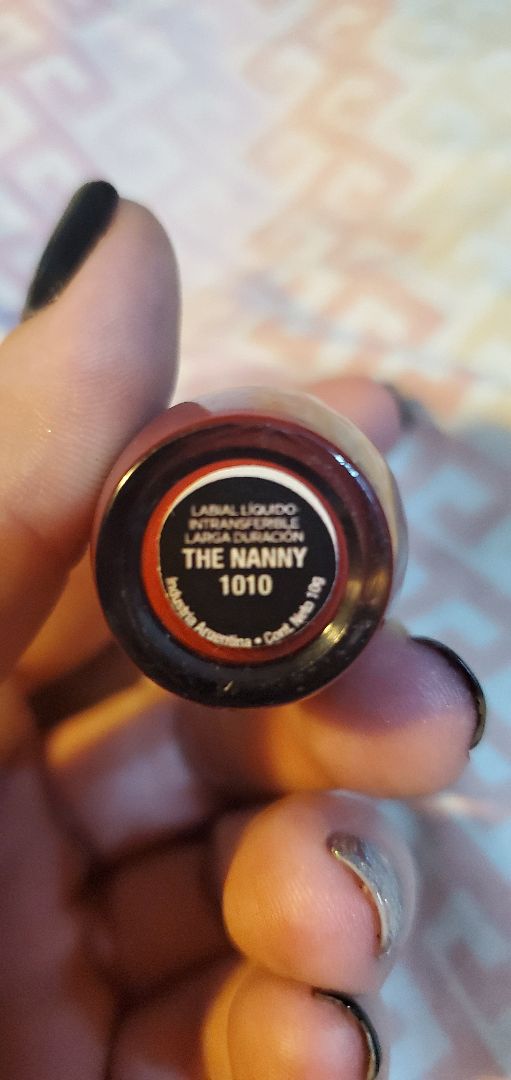 LABIAL LÍQUIDO
INTRANSFERIBLE
LARGA DURACIÓN
THE NANNY
1010
Industria Argentina • Cont. Neto 10g